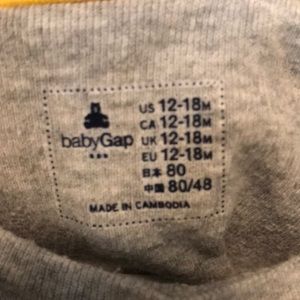 babyGap
US 12-18M
CA 12-18M
UK 12-18M
EU 12-18M
日本 80
中國 80/48
MADE IN CAMBODIA